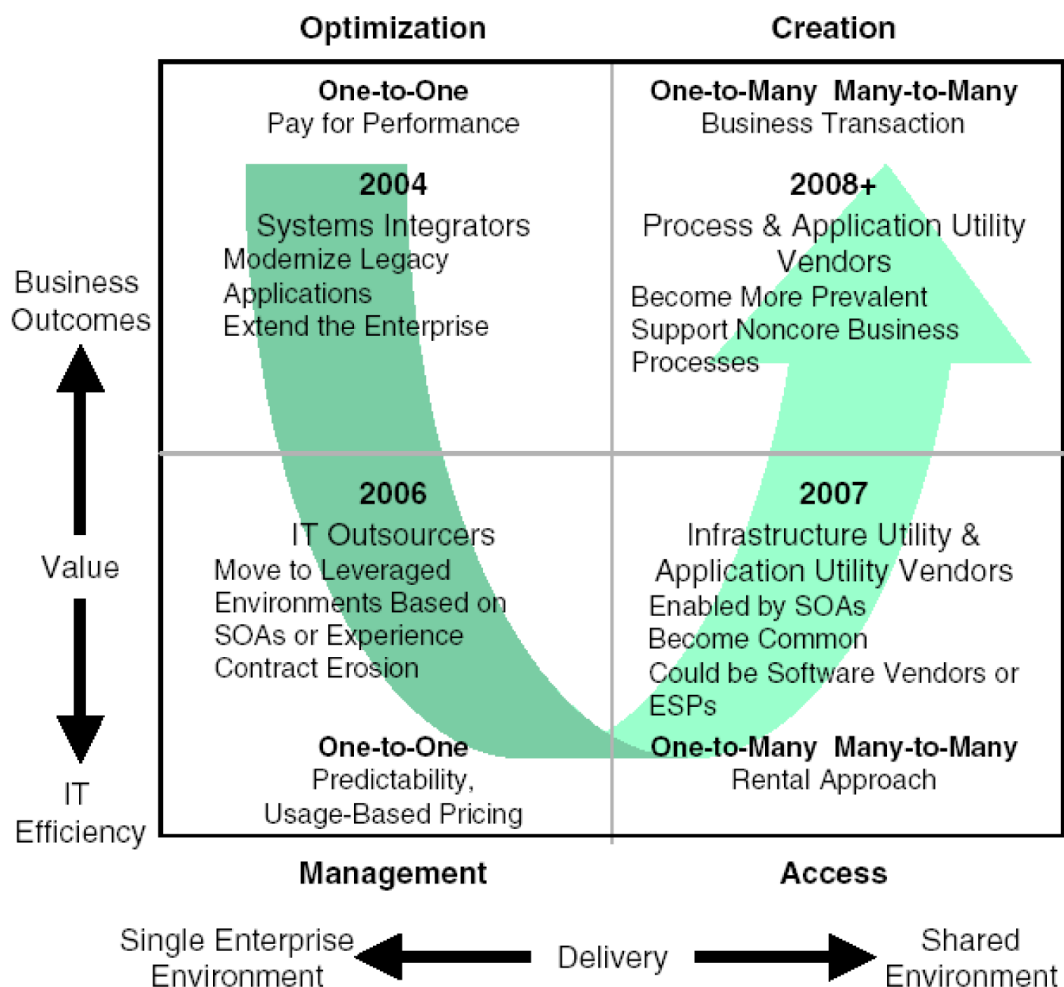 Optimization
Creation
One-to-One
Pay for Performance
2004
Systems Integrators
Modernize Legacy
Applications
Extend the Enterprise
One-to-Many Many-to-Many
Business Transaction
2008+
Process & Application Utility
Vendors
Become More Prevalent
Support Noncore Business
Processes
Business
Outcomes
Value
IT
Efficiency
2006
IT Outsourcers
Move to Leveraged
Environments Based on
SOAs or Experience
Contract Erosion
One-to-One
Predictability,
Usage-Based Pricing
2007
Infrastructure Utility &
Application Utility Vendors
Enabled by SOAs
Become Common
Could be Software Vendors or
ESPs
One-to-Many Many-to-Many
Rental Approach
Management
Access
Single Enterprise
Environment
Delivery
Shared
Environment